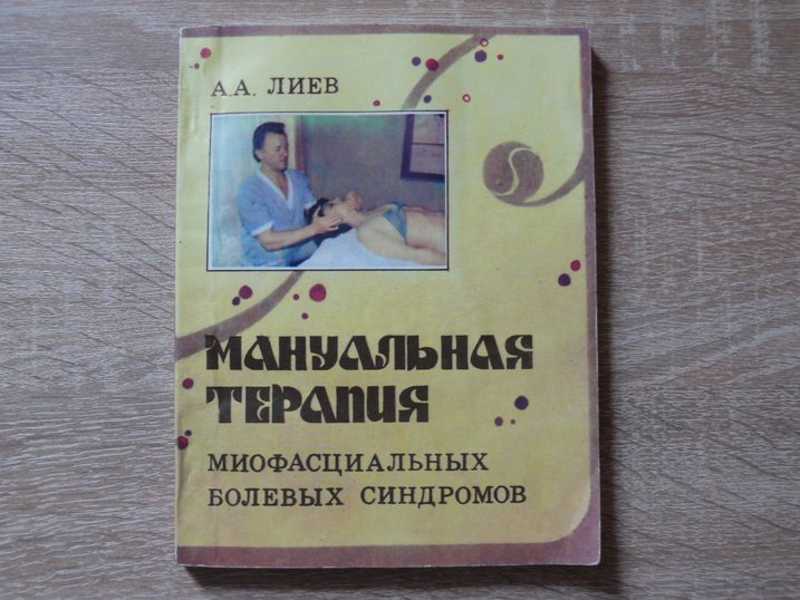 А.А. ЛИЕВ
МАНУАЛЬНАЯ
ТЕРАПИЯ
МИОФАСЦИАЛЬНЫХ
БОЛЕВЫХ СИНДРОМОВ